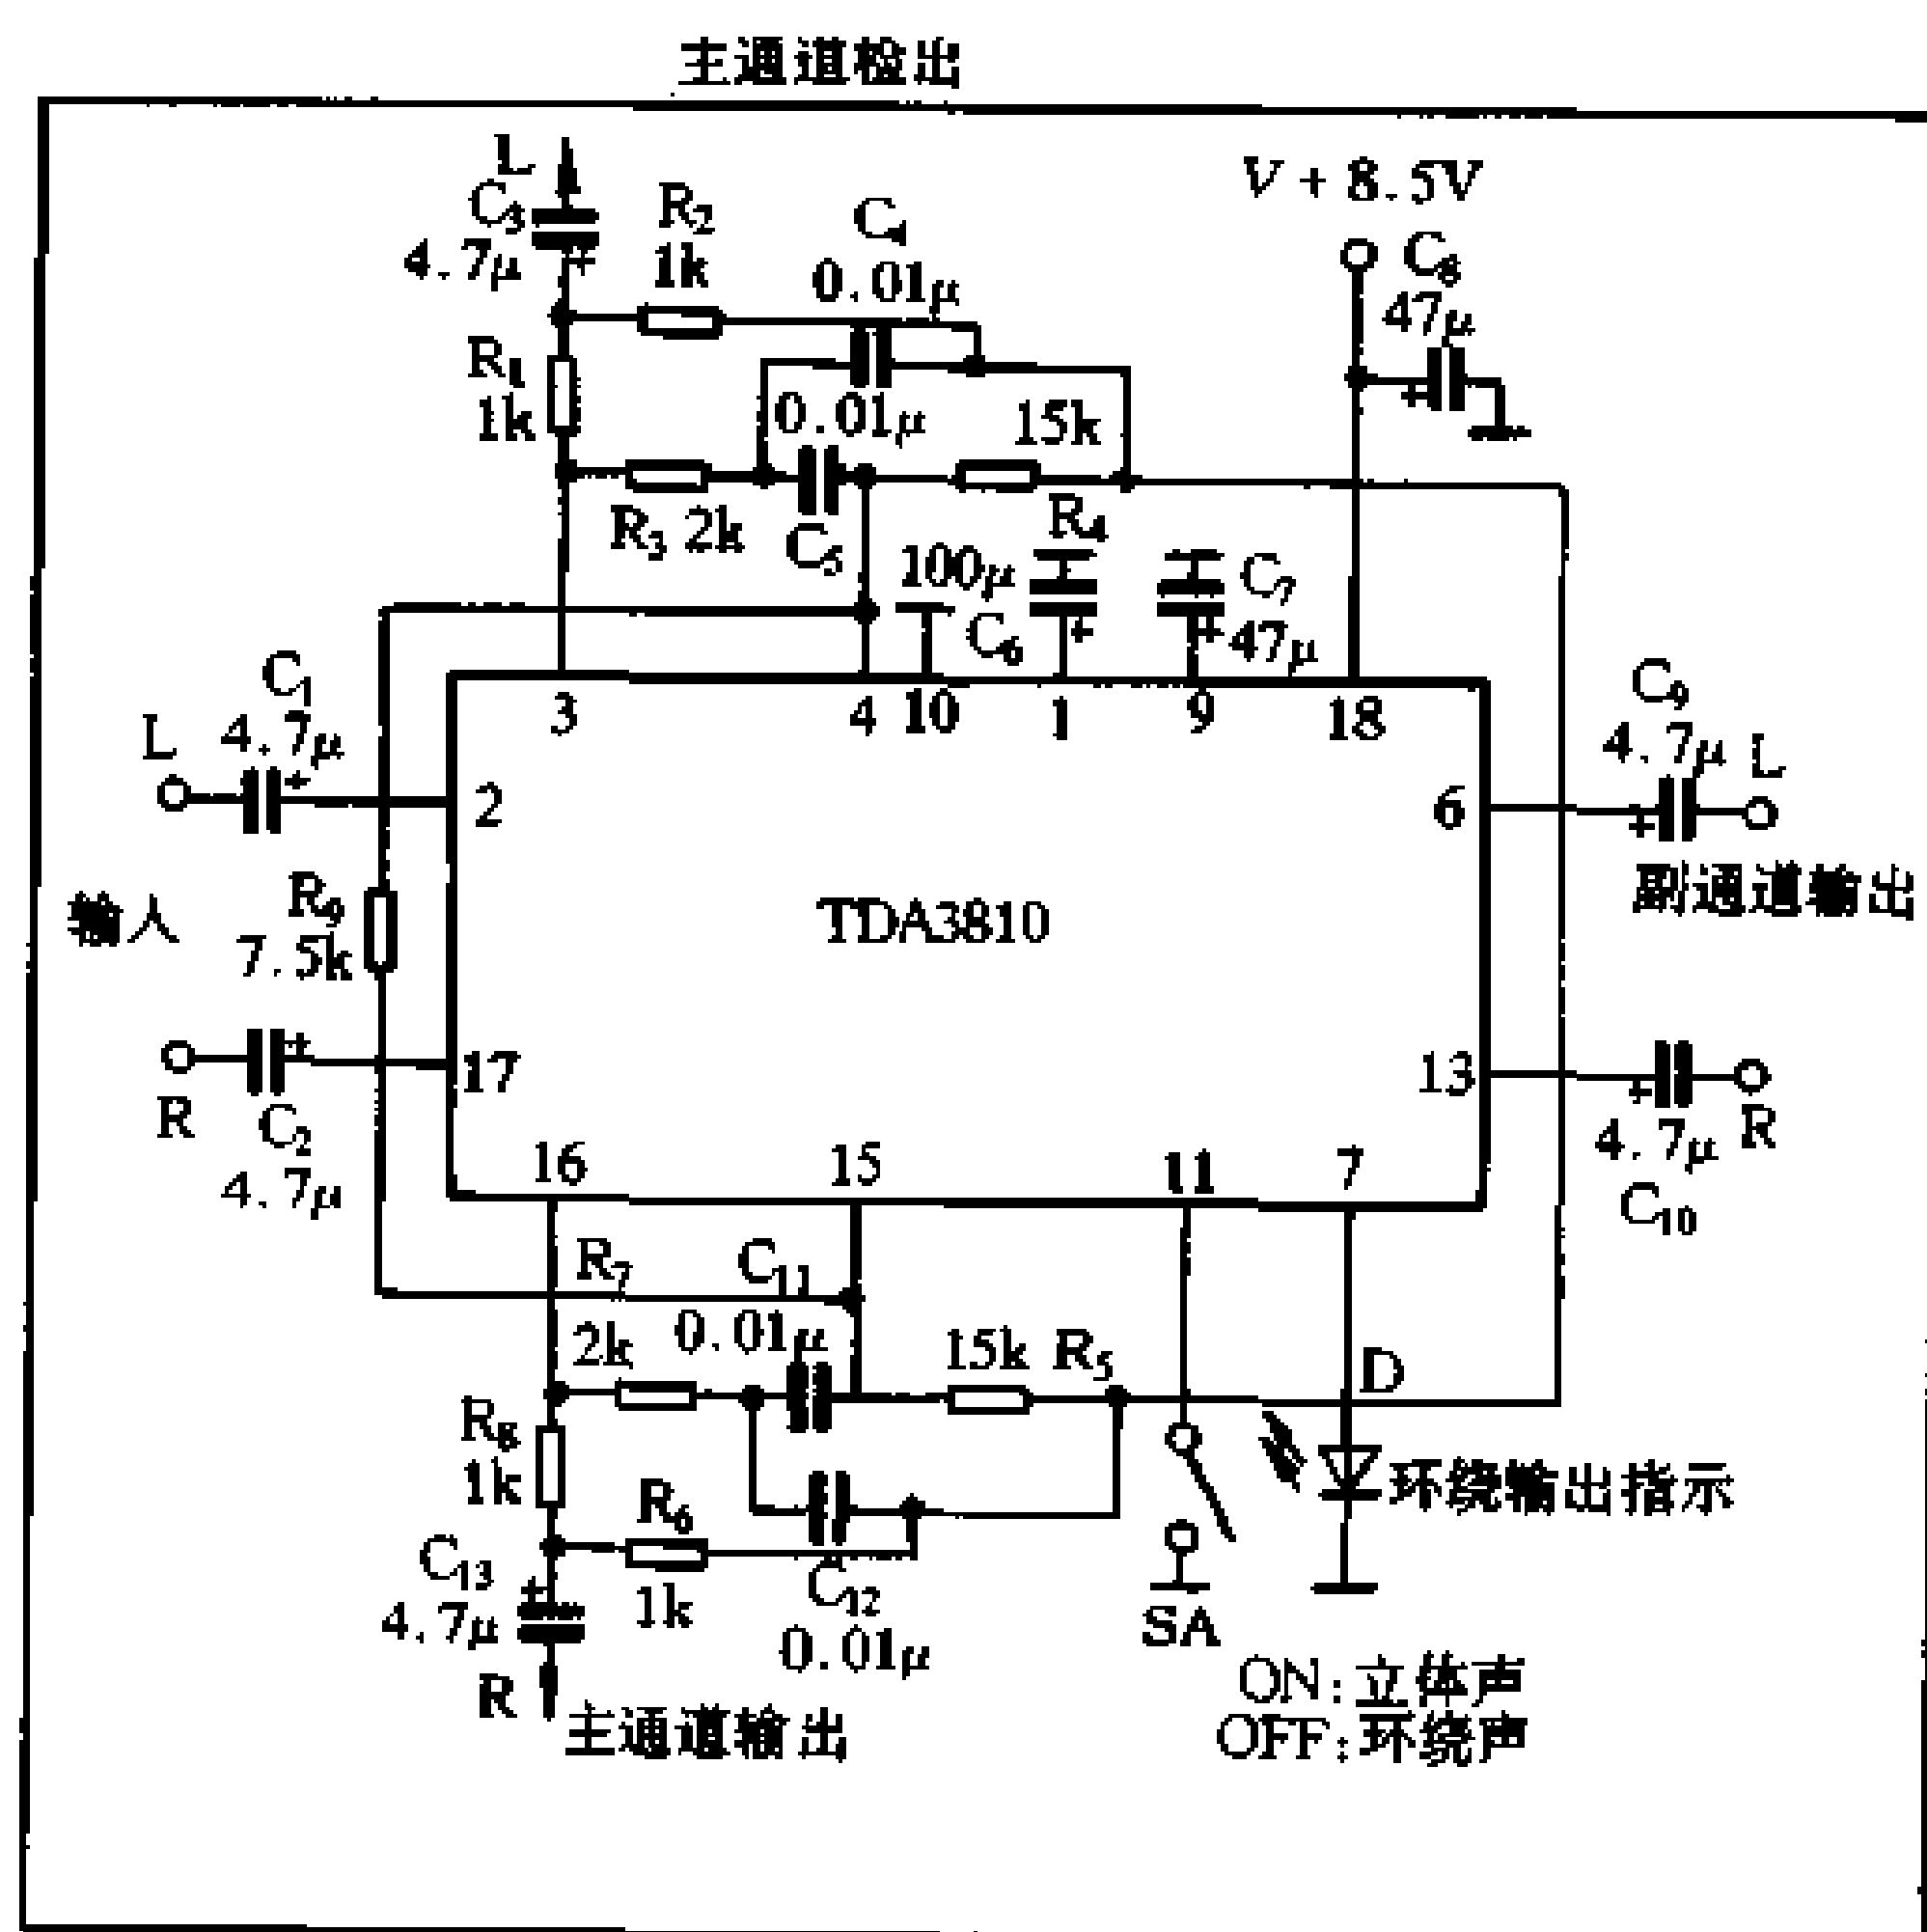 主通道检出
L
C3
4.7μ
R2
1k
C4
0.01μ
V + 8.5V
C8
47μ
R1
1k
0.01μ
15k
R3 2k
C5
R4
100μ
C6
C7
47μ
C1
4.7μ
L
3
4
10
1
9
18
C9
4.7μ
L
2
6
输入
R9
7.5k
TDA3810
副通道输出
17
13
R
C2
4.7μ
R
4.7μ
C10
16
15
11
7
R7
2k
C11
0.01μ
15k R5
D
R8
1k
R6
1k
环绕输出指示
C13
4.7μ
C12
0.01μ
SA
R
主通道输出
ON:立体声
OFF:环绕声